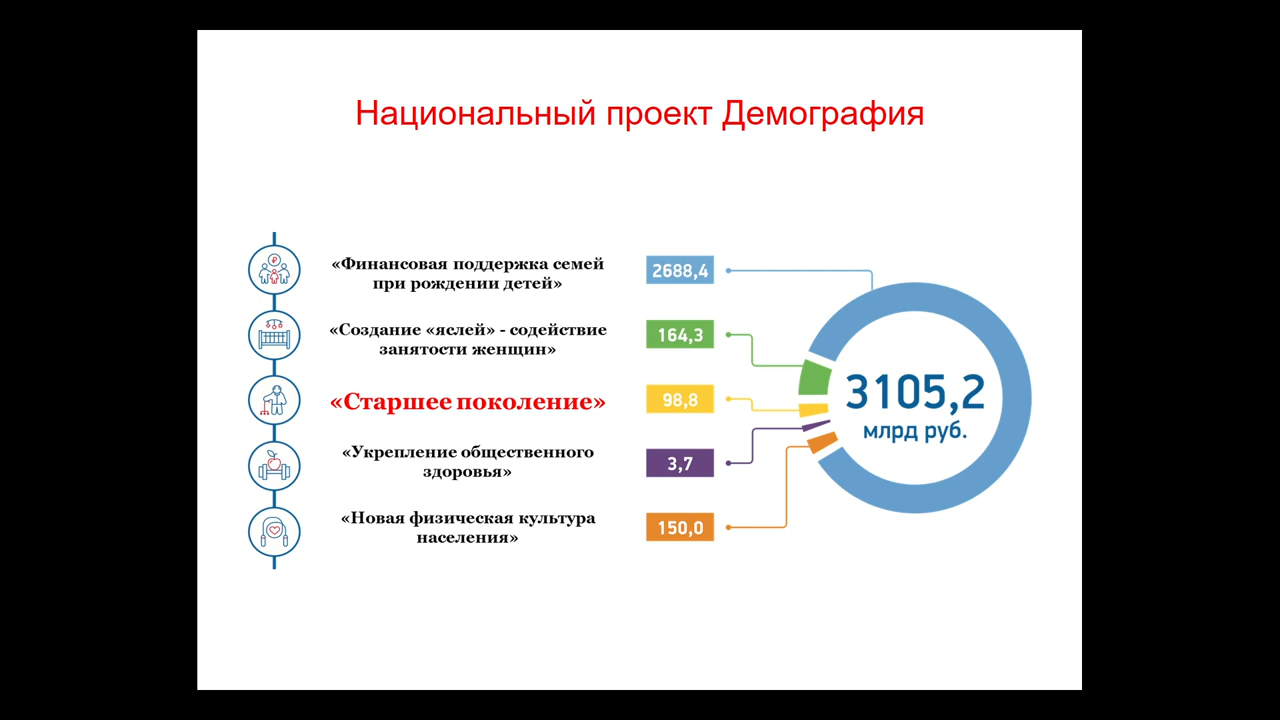 Национальный проект Демография
«Финансовая поддержка семей
при рождении детей»
2688,4
«Создание «яслей» - содействие
занятости женщин»
164,3
«Старшее поколение»
98,8
«Укрепление общественного
здоровья»
3,7
«Новая физическая культура
населения»
150,0
3105,2
млрд руб.